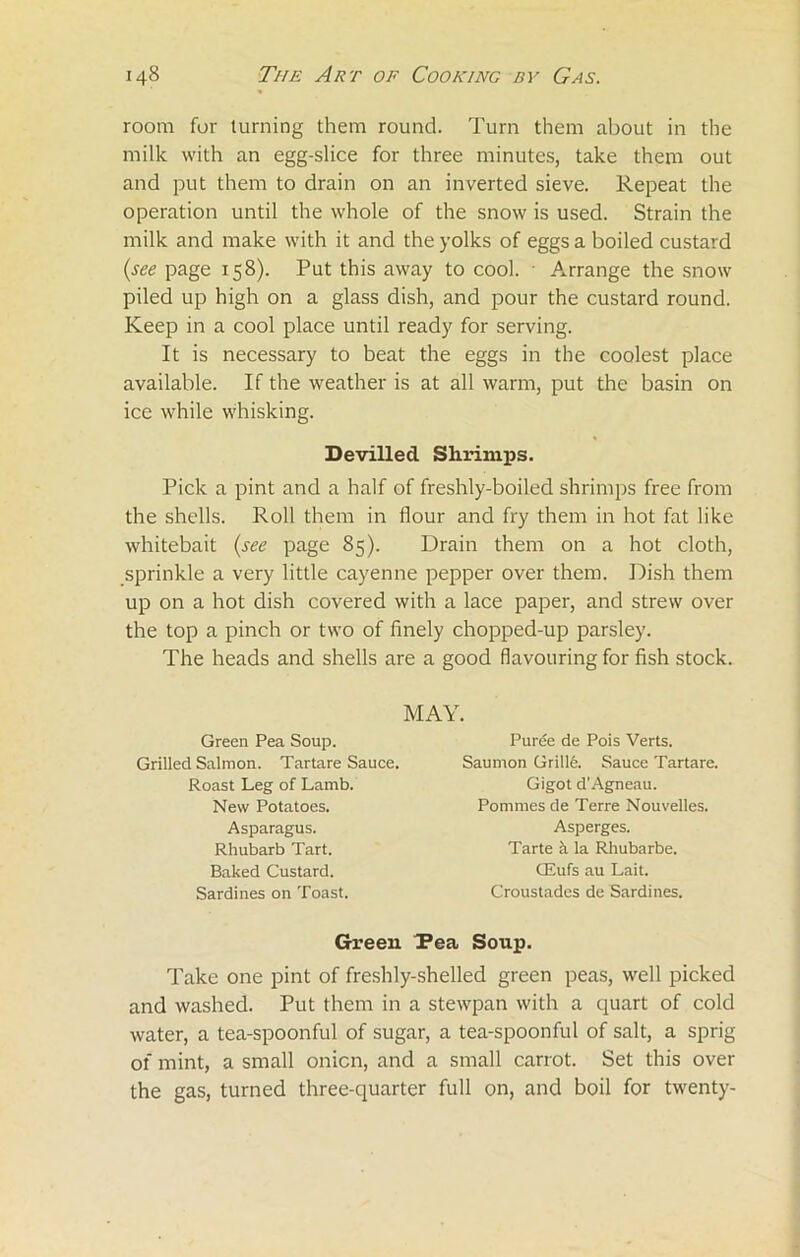 148 The Art of Cooking by Gas.
room for turning them round. Turn them about in the
milk with an egg-slice for three minutes, take them out
and put them to drain on an inverted sieve. Repeat the
operation until the whole of the snow is used. Strain the
milk and make with it and the yolks of eggs a boiled custard
(see page 158). Put this away to cool. Arrange the snow
piled up high on a glass dish, and pour the custard round.
Keep in a cool place until ready for serving.
It is necessary to beat the eggs in the coolest place
available. If the weather is at all warm, put the basin on
ice while whisking.
Devilled Shrimps.
Pick a pint and a half of freshly-boiled shrimps free from
the shells. Roll them in flour and fry them in hot fat like
whitebait (see page 85). Drain them on a hot cloth,
sprinkle a very little cayenne pepper over them. Dish them
up on a hot dish covered with a lace paper, and strew over
the top a pinch or two of finely chopped-up parsley.
The heads and shells are a good flavouring for fish stock.
MAY.
Green Pea Soup.
Grilled Salmon. Tartare Sauce.
Roast Leg of Lamb.
New Potatoes.
Asparagus.
Rhubarb Tart.
Baked Custard.
Sardines on Toast.
Purée de Pois Verts.
Saumon Grillé. Sauce Tartare.
Gigot d'Agneau.
Pommes de Terre Nouvelles.
Asperges.
Tarte à la Rhubarbe.
Œufs au Lait.
Croustades de Sardines.
Green Pea Soup.
Take one pint of freshly-shelled green peas, well picked
and washed. Put them in a stewpan with a quart of cold
water, a tea-spoonful of sugar, a tea-spoonful of salt, a sprig
of mint, a small onion, and a small carrot. Set this over
the gas, turned three-quarter full on, and boil for twenty-